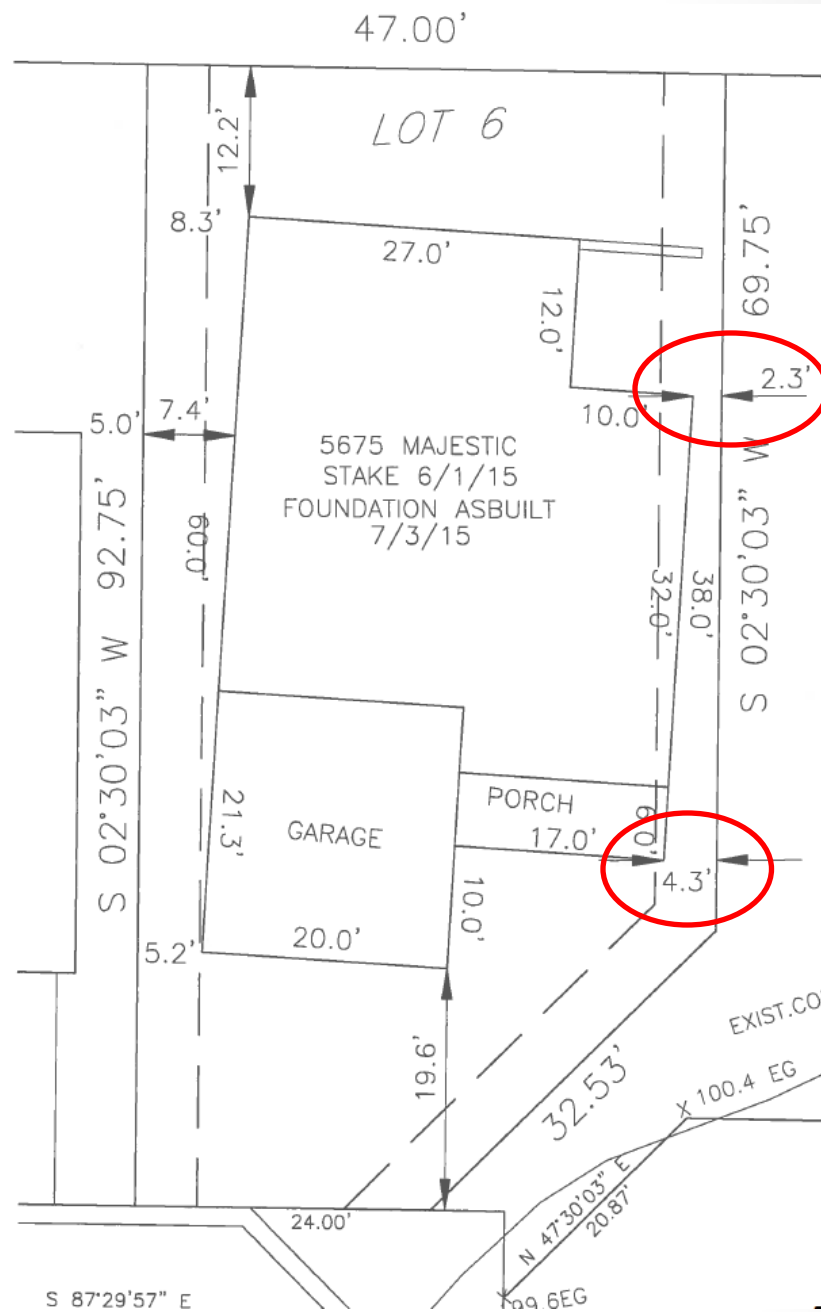 47.00'
LOT 6
12.2'
8.3'
27.0'
12.0'
69.75'
2.3'
10.0'
5.0'
7.4'
5675 MAJESTIC
STAKE 6/1/15
FOUNDATION ASBUILT
7/3/15
60.0'
S 02°30'03" W 92.75'
32.0'
38.0'
S 02°30'03" W
21.3'
GARAGE
PORCH
17.0'
6.0'
4.3'
10.0'
5.2'
20.0'
19.6'
32.53'
EXIST.CO
100.4 EG
N 47°30'03" E
20.87'
24.00'
S 87°29'57" E
99.6EG